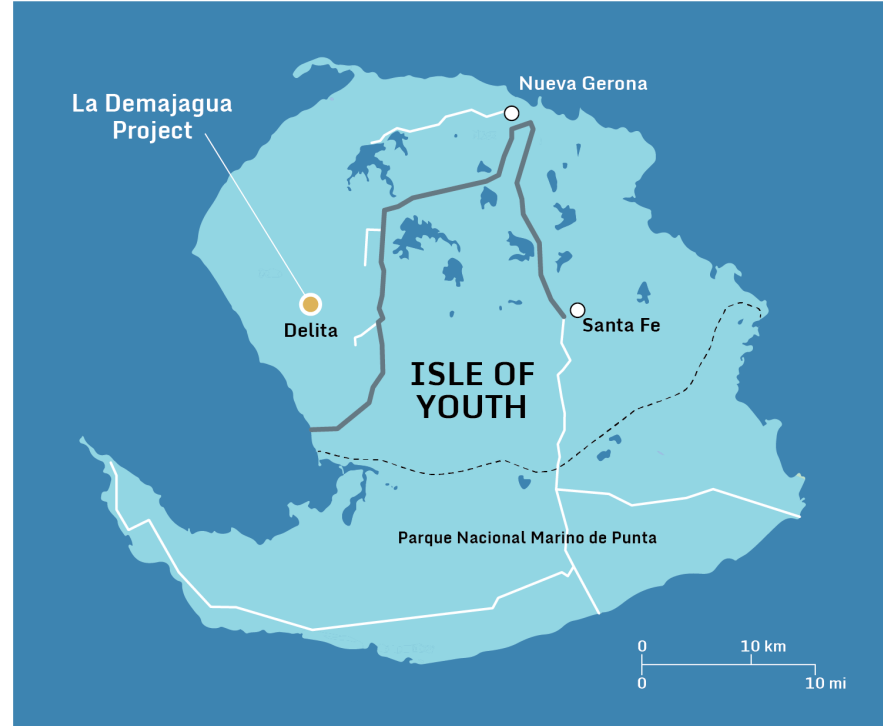 Nueva Gerona
La Demajagua
Project
Delita
Santa Fe
ISLE OF
YOUTH
Parque Nacional Marino de Punta
0 10 km
0 10 mi